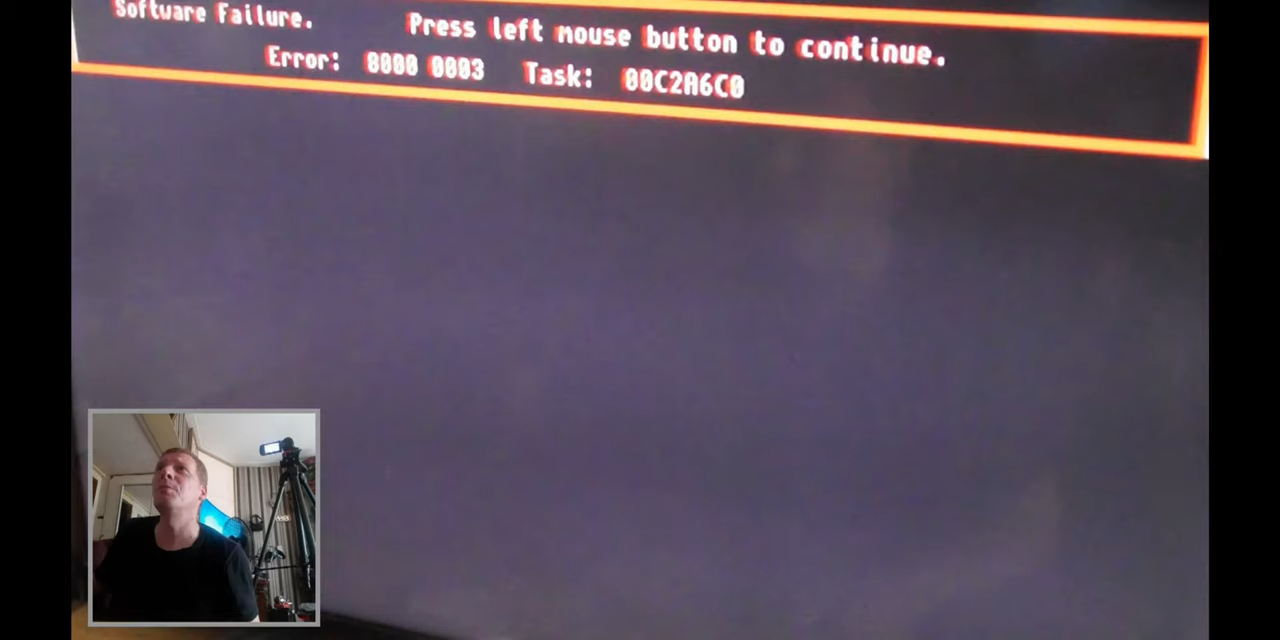 Software Failure. Press left mouse button to continue.
Error: 8000 0003 Task: 00C2A6C0